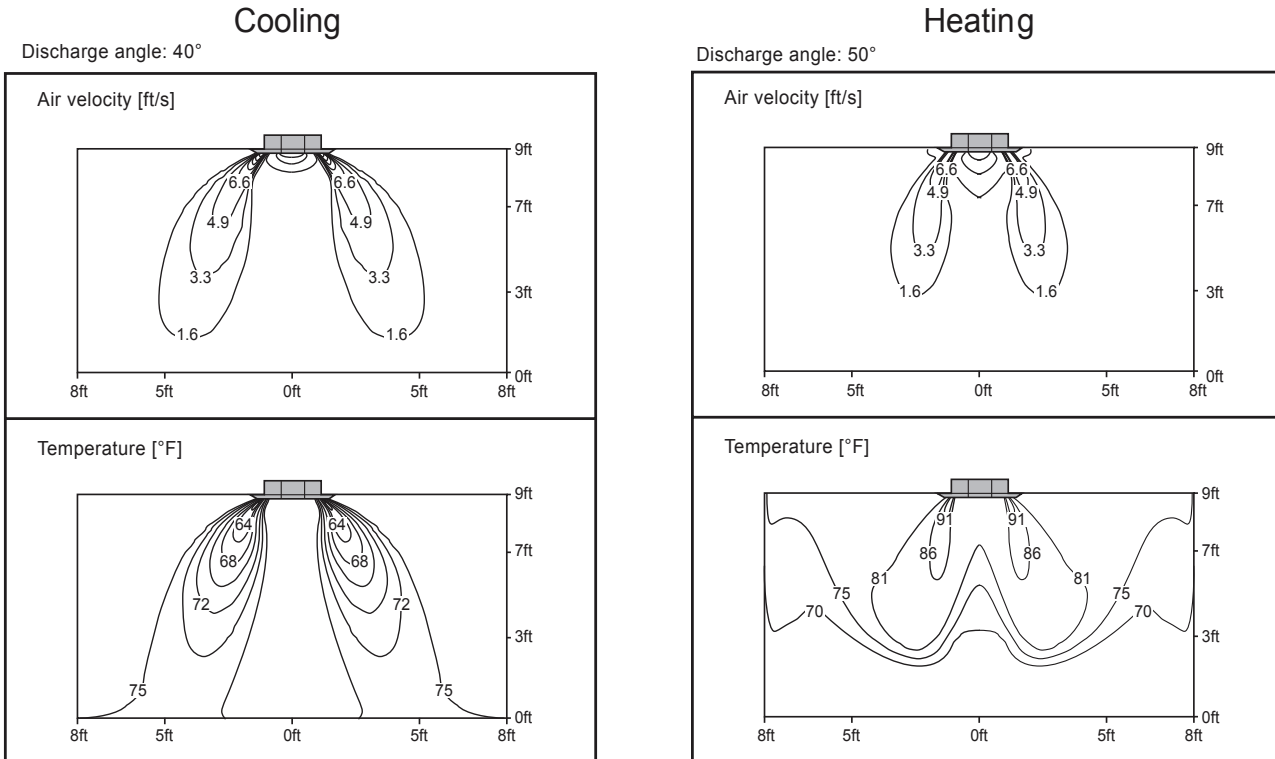 Cooling
Discharge angle: 40°
Air velocity [ft/s]
9ft
6.6 6.6
7ft
4.9 4.9
3.3 3.3
3ft
1.6 1.6
0ft
8ft 5ft 0ft 5ft 8ft
Temperature [°F]
9ft
64 64
7ft
68 68
72 72
3ft
75 75
0ft
8ft 5ft 0ft 5ft 8ft
Heating
Discharge angle: 50°
Air velocity [ft/s]
9ft
6.6 6.6
4.9 4.9
7ft
3.3 3.3
1.6 1.6
3ft
0ft
8ft 5ft 0ft 5ft 8ft
Temperature [°F]
9ft
91 91
86 86
7ft
81 81
75 75
70 70
3ft
0ft
8ft 5ft 0ft 5ft 8ft